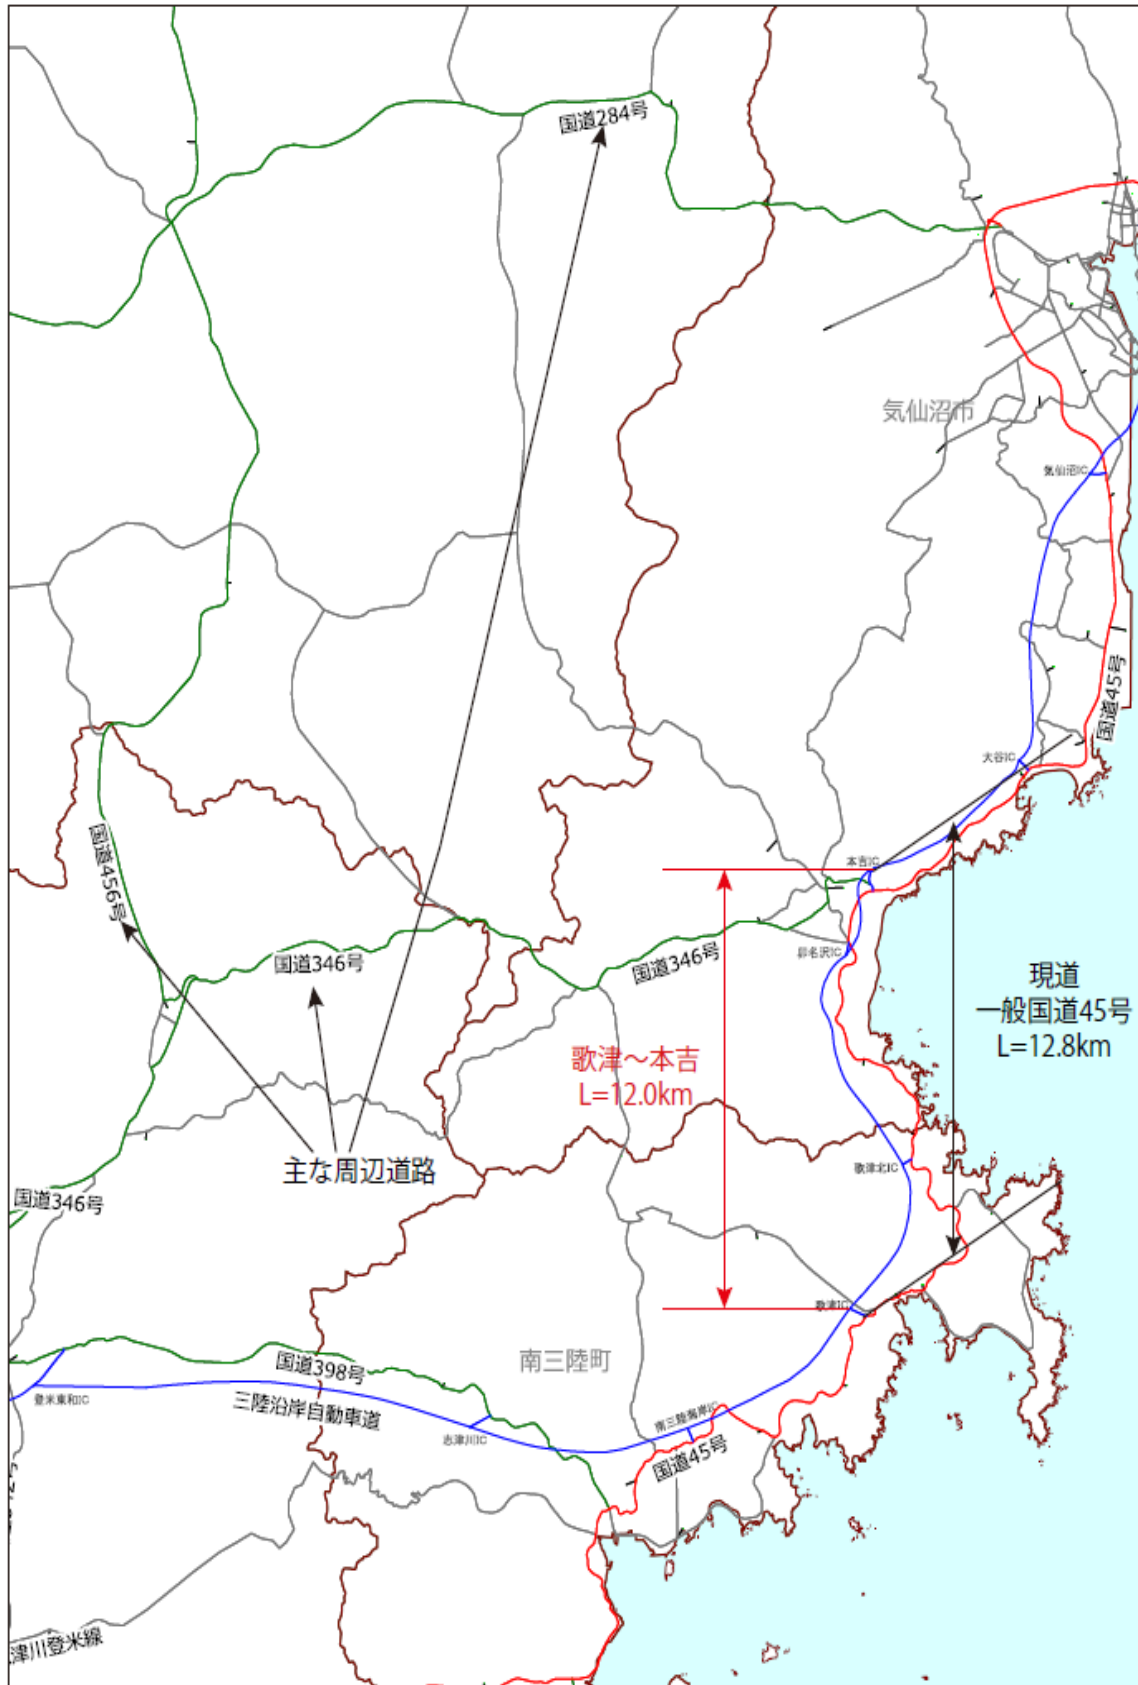 国道284号
気仙沼市
気仙沼IC
国道45号
大谷IC
国道456号
本吉IC
国道346号
国道346号
卯名沢IC
現道
一般国道45号
L=12.8km
歌津～本吉
L=12.0km
主な周辺道路
歌津北IC
国道346号
歌津IC
南三陸町
国道398号
登米東和IC
三陸沿岸自動車道
志津川IC
南三陸海岸IC
国道45号
津川登米線